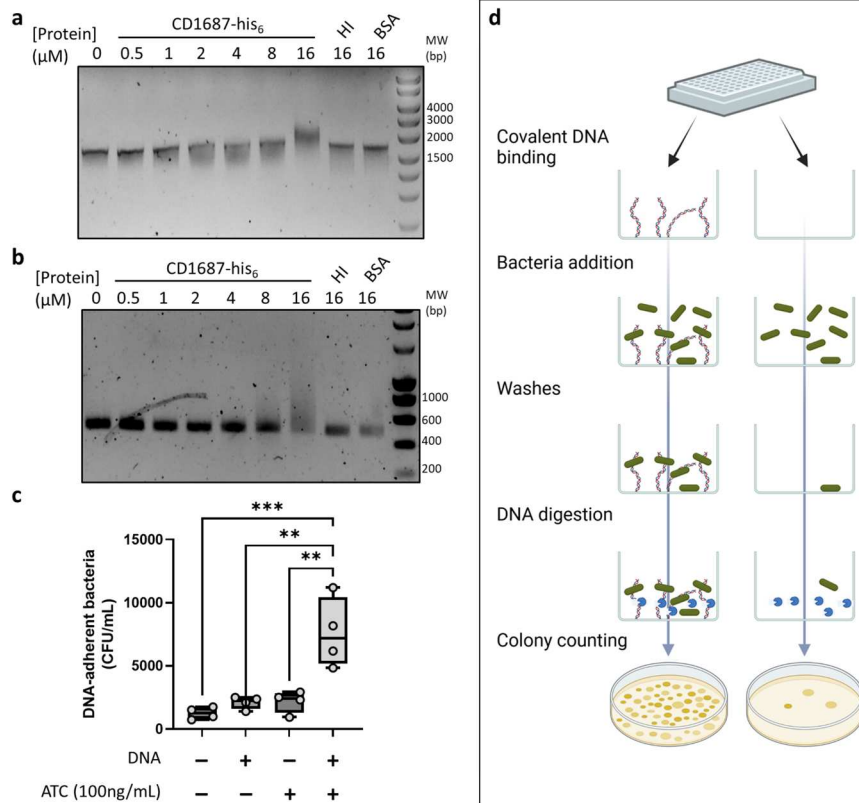 a
[Protein] CD1687-his6 HI BSA MW
(μM) 0 0.5 1 2 4 8 16 16 16 (bp)
4000
3000
2000
1500
b
[Protein] CD1687-his6 HI BSA MW
(μM) 0 0.5 1 2 4 8 16 16 16 (bp)
1000
600
400
200
c
DNA-adherent bacteria
(CFU/mL)
15000
10000
5000
0
***
**
**
DNA – + – +
ATC (100ng/mL) – – + +
d
Covalent DNA
binding
Bacteria addition
Washes
DNA digestion
Colony counting